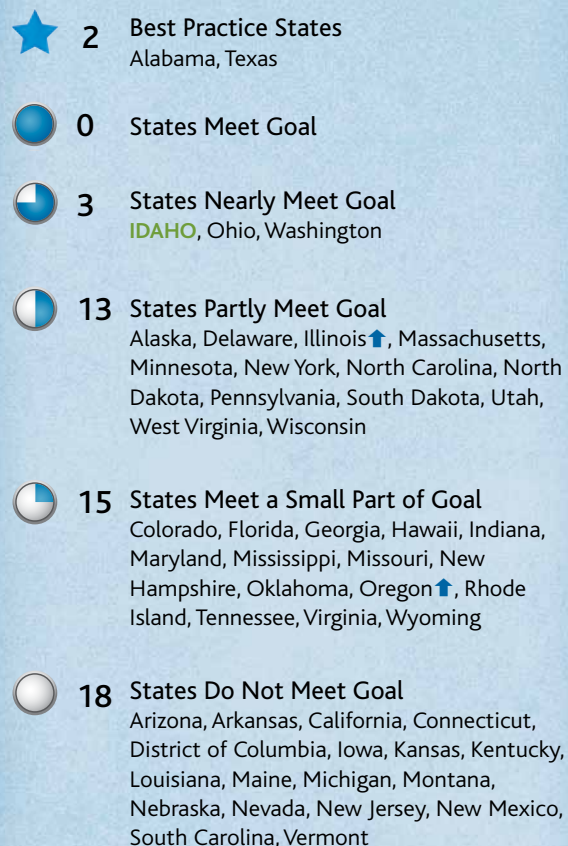 2 Best Practice States
Alabama, Texas
0 States Meet Goal
3 States Nearly Meet Goal
IDAHO, Ohio, Washington
13 States Partly Meet Goal
Alaska, Delaware, Illinois⬆, Massachusetts,
Minnesota, New York, North Carolina, North
Dakota, Pennsylvania, South Dakota, Utah,
West Virginia, Wisconsin
15 States Meet a Small Part of Goal
Colorado, Florida, Georgia, Hawaii, Indiana,
Maryland, Mississippi, Missouri, New
Hampshire, Oklahoma, Oregon⬆, Rhode
Island, Tennessee, Virginia, Wyoming
18 States Do Not Meet Goal
Arizona, Arkansas, California, Connecticut,
District of Columbia, Iowa, Kansas, Kentucky,
Louisiana, Maine, Michigan, Montana,
Nebraska, Nevada, New Jersey, New Mexico,
South Carolina, Vermont